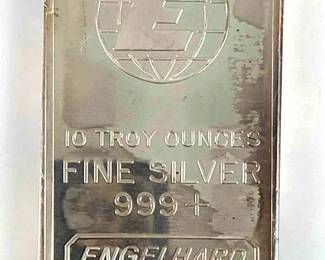 E
10 TROY OUNCES
FINE SILVER
999+
ENGELHARD